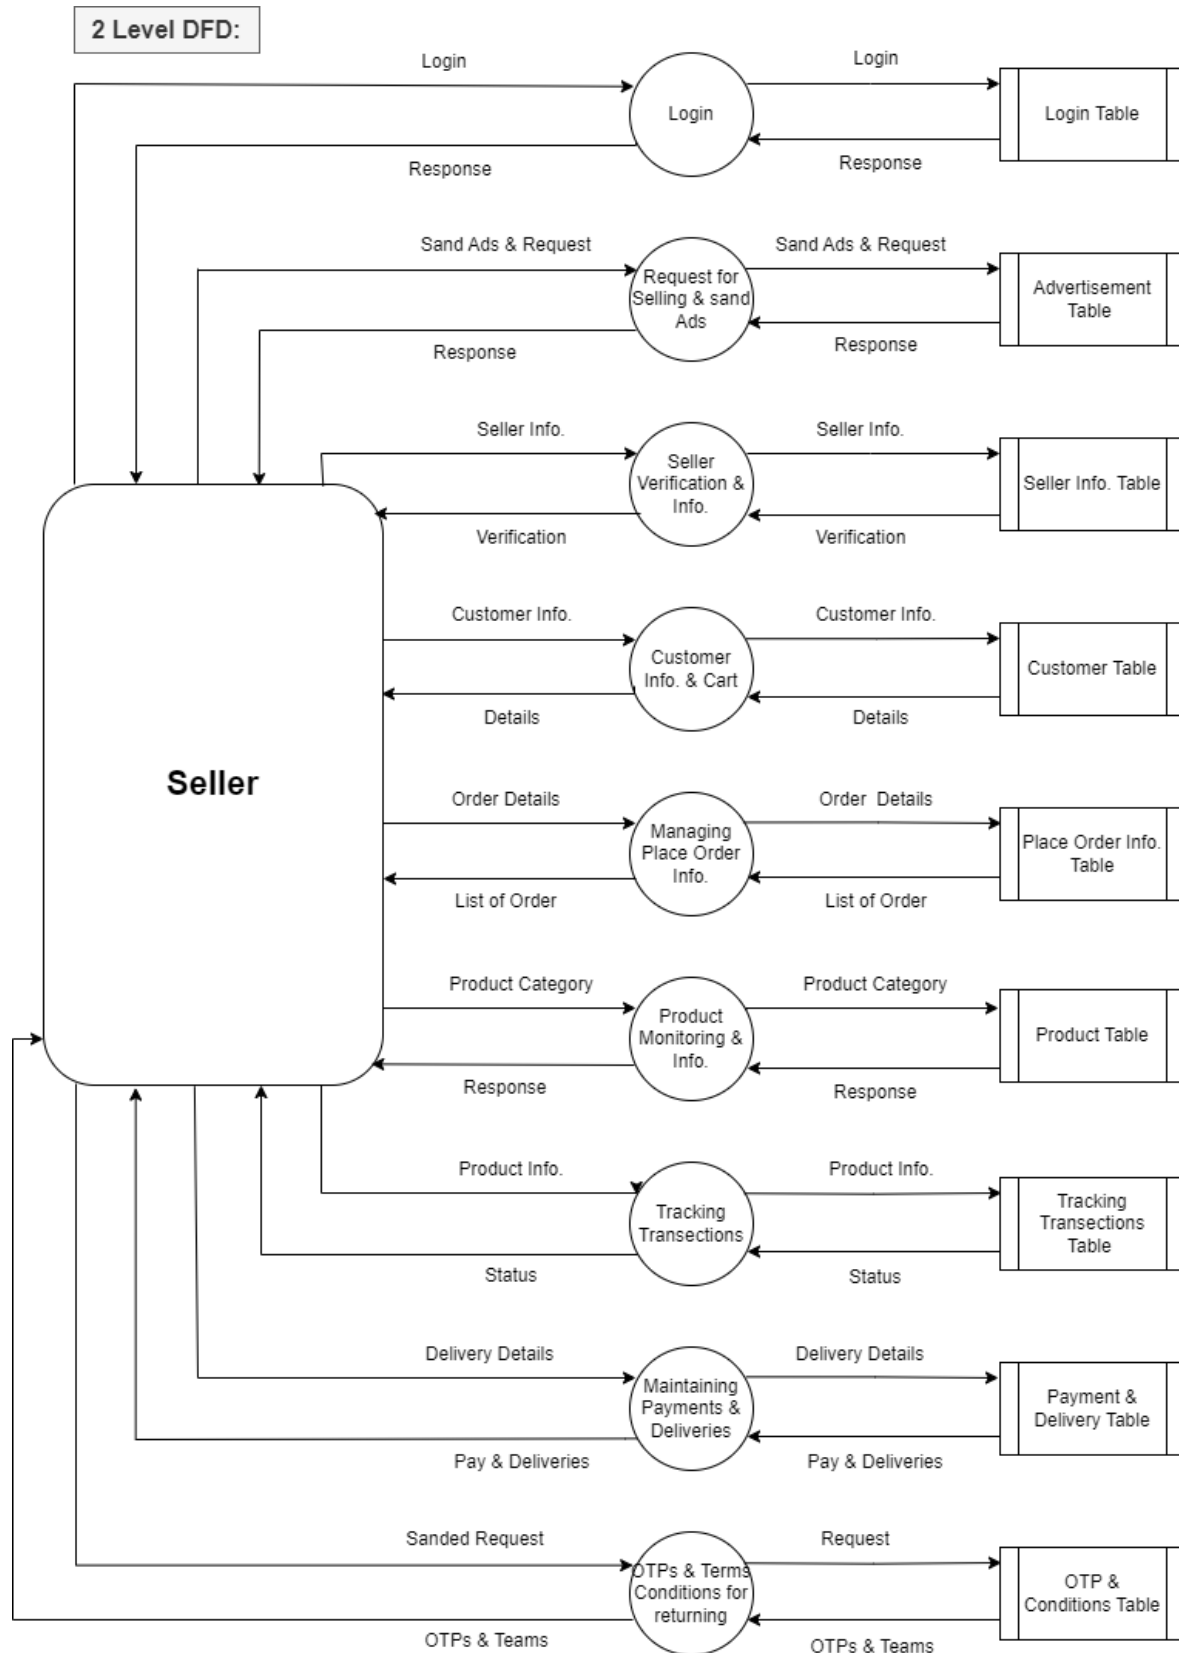 2 Level DFD:
Login
Login
Login
Login Table
Response
Response
Sand Ads & Request
Sand Ads & Request
Request for
Selling & sand
Ads
Advertisement
Table
Response
Response
Seller Info.
Seller Info.
Seller
Verification &
Info.
Seller Info. Table
Verification
Verification
Customer Info.
Customer Info.
Customer
Info. & Cart
Customer Table
Details
Details
Seller
Order Details
Order Details
Managing
Place Order
Info.
Place Order Info.
Table
List of Order
List of Order
Product Category
Product Category
Product
Monitoring &
Info.
Product Table
Response
Response
Product Info.
Product Info.
Tracking
Transections
Tracking
Transections
Table
Status
Status
Delivery Details
Delivery Details
Maintaining
Payments &
Deliveries
Payment &
Delivery Table
Pay & Deliveries
Pay & Deliveries
Sanded Request
Request
OTPs & Terms
Conditions for
returning
OTP &
Conditions Table
OTPs & Teams
OTPs & Teams